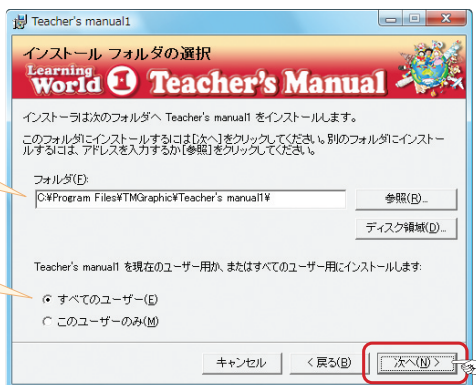 Teacher's manual1
インストール フォルダの選択
Learning
World 1 Teacher's Manual
インストーラは次のフォルダへ Teacher's manual1 をインストールします。
このフォルダにインストールするには[次へ]をクリックしてください。別のフォルダにインストー
ルするには、アドレスを入力するか[参照]をクリックしてください。
フォルダ(F):
C:¥Program Files¥TMGraphic¥Teacher's manual1¥
参照(R)...
ディスク領域(D)...
Teacher's manual1 を現在のユーザー用か、またはすべてのユーザー用にインストールします:
すべてのユーザー(E)
このユーザーのみ(M)
キャンセル
< 戻る(B)
次へ(N) >